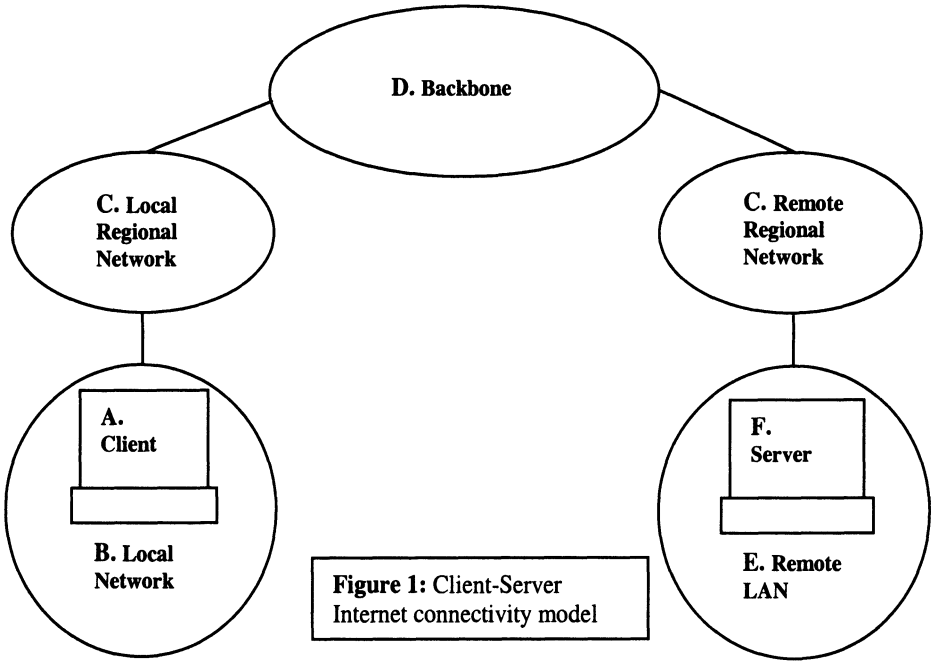 D. Backbone
C. Local
Regional
Network
C. Remote
Regional
Network
A.
Client
B. Local
Network
F.
Server
E. Remote
LAN
Figure 1: Client-Server
Internet connectivity model